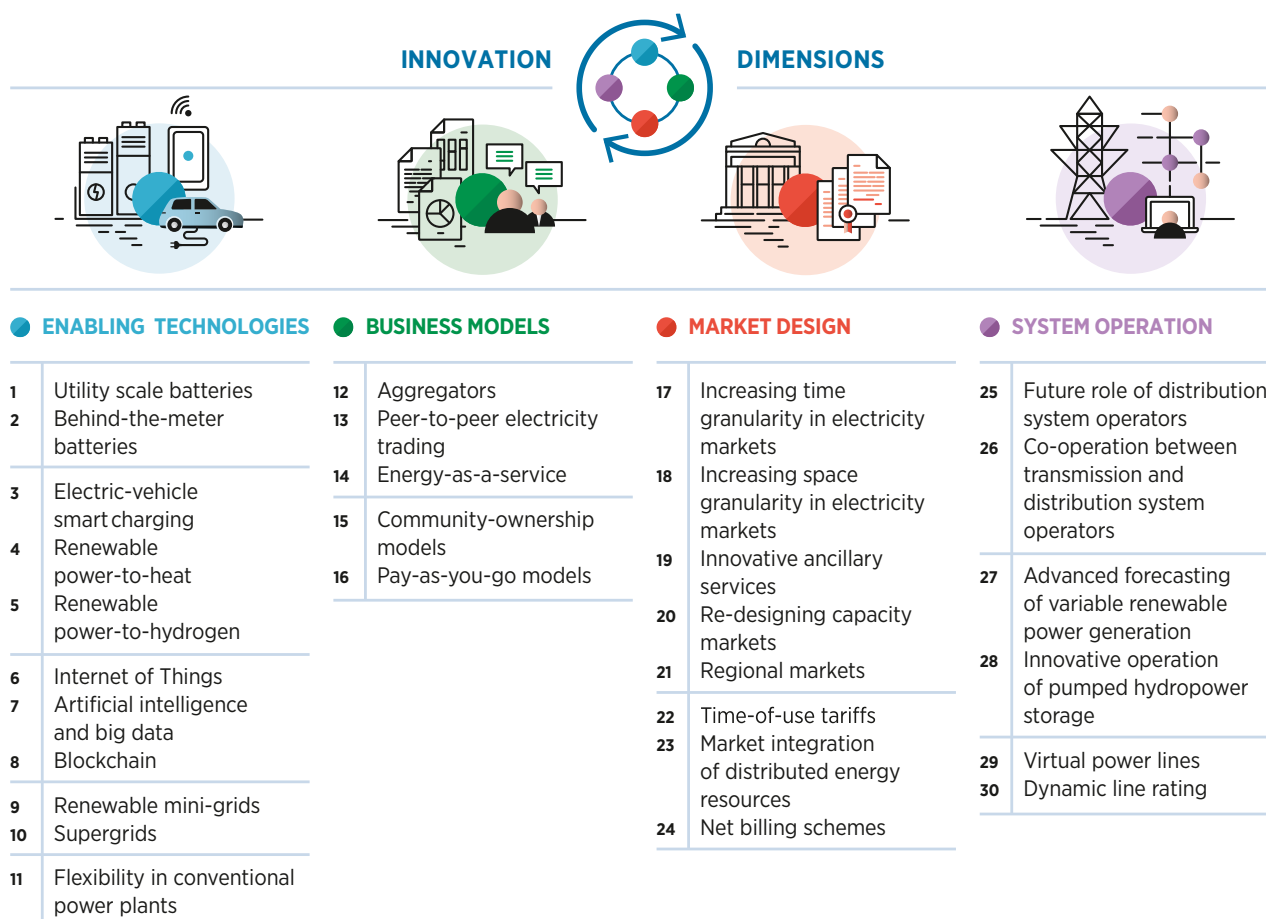 INNOVATION DIMENSIONS
ENABLING TECHNOLOGIES
1 Utility scale batteries
2 Behind-the-meter
batteries
3 Electric-vehicle
smart charging
4 Renewable
power-to-heat
5 Renewable
power-to-hydrogen
6 Internet of Things
7 Artificial intelligence
and big data
8 Blockchain
9 Renewable mini-grids
10 Supergrids
11 Flexibility in conventional
power plants
BUSINESS MODELS
12 Aggregators
13 Peer-to-peer electricity
trading
14 Energy-as-a-service
15 Community-ownership
models
16 Pay-as-you-go models
MARKET DESIGN
17 Increasing time
granularity in electricity
markets
18 Increasing space
granularity in electricity
markets
19 Innovative ancillary
services
20 Re-designing capacity
markets
21 Regional markets
22 Time-of-use tariffs
23 Market integration
of distributed energy
resources
24 Net billing schemes
SYSTEM OPERATION
25 Future role of distribution
system operators
26 Co-operation between
transmission and
distribution system
operators
27 Advanced forecasting
of variable renewable
power generation
28 Innovative operation
of pumped hydropower
storage
29 Virtual power lines
30 Dynamic line rating